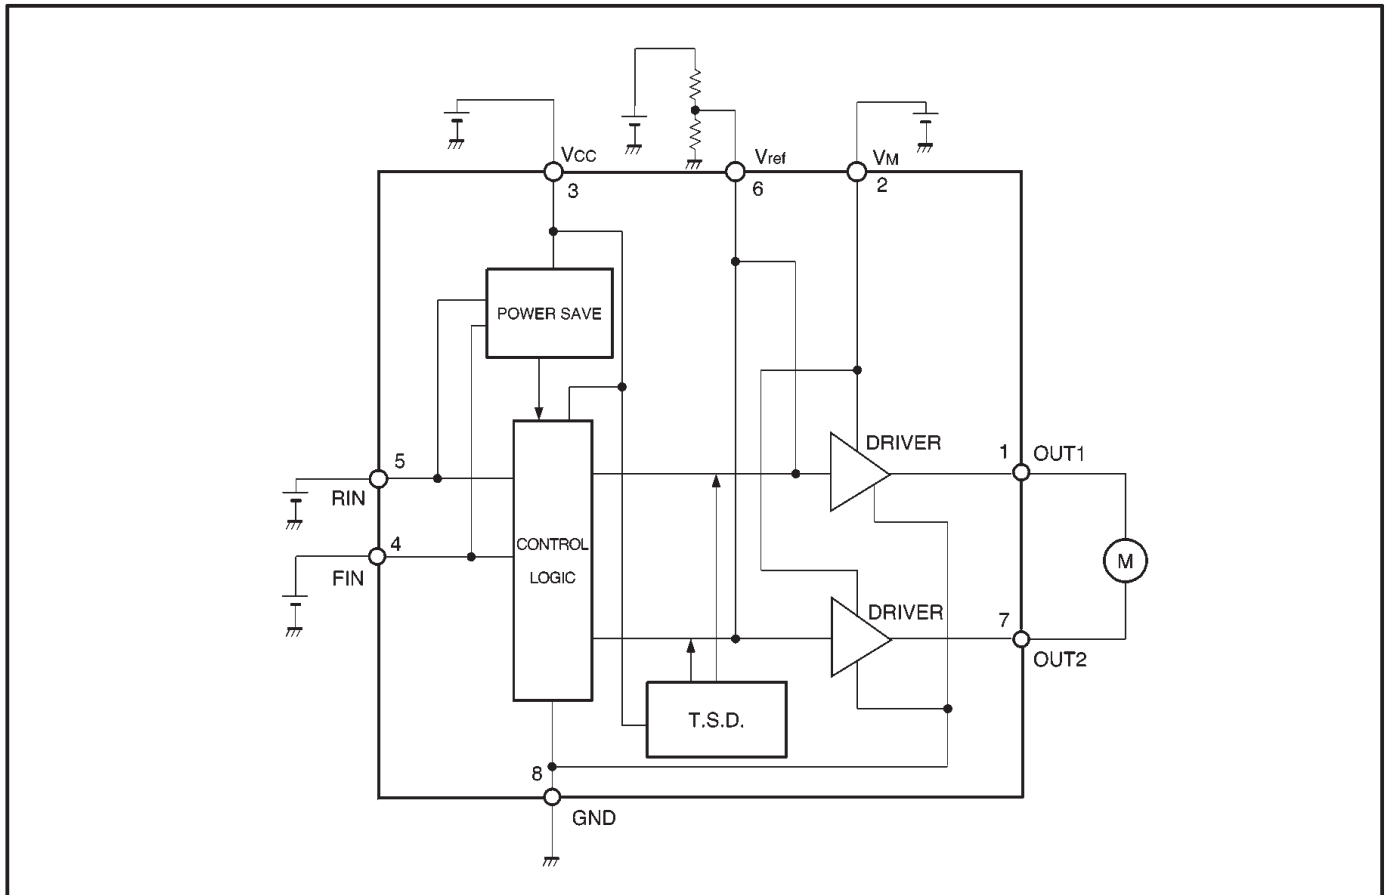 VCC
Vref
VM
3
6
2
POWER SAVE
DRIVER
1
OUT1
5
RIN
4
FIN
CONTROL
LOGIC
M
DRIVER
7
OUT2
T.S.D.
8
GND